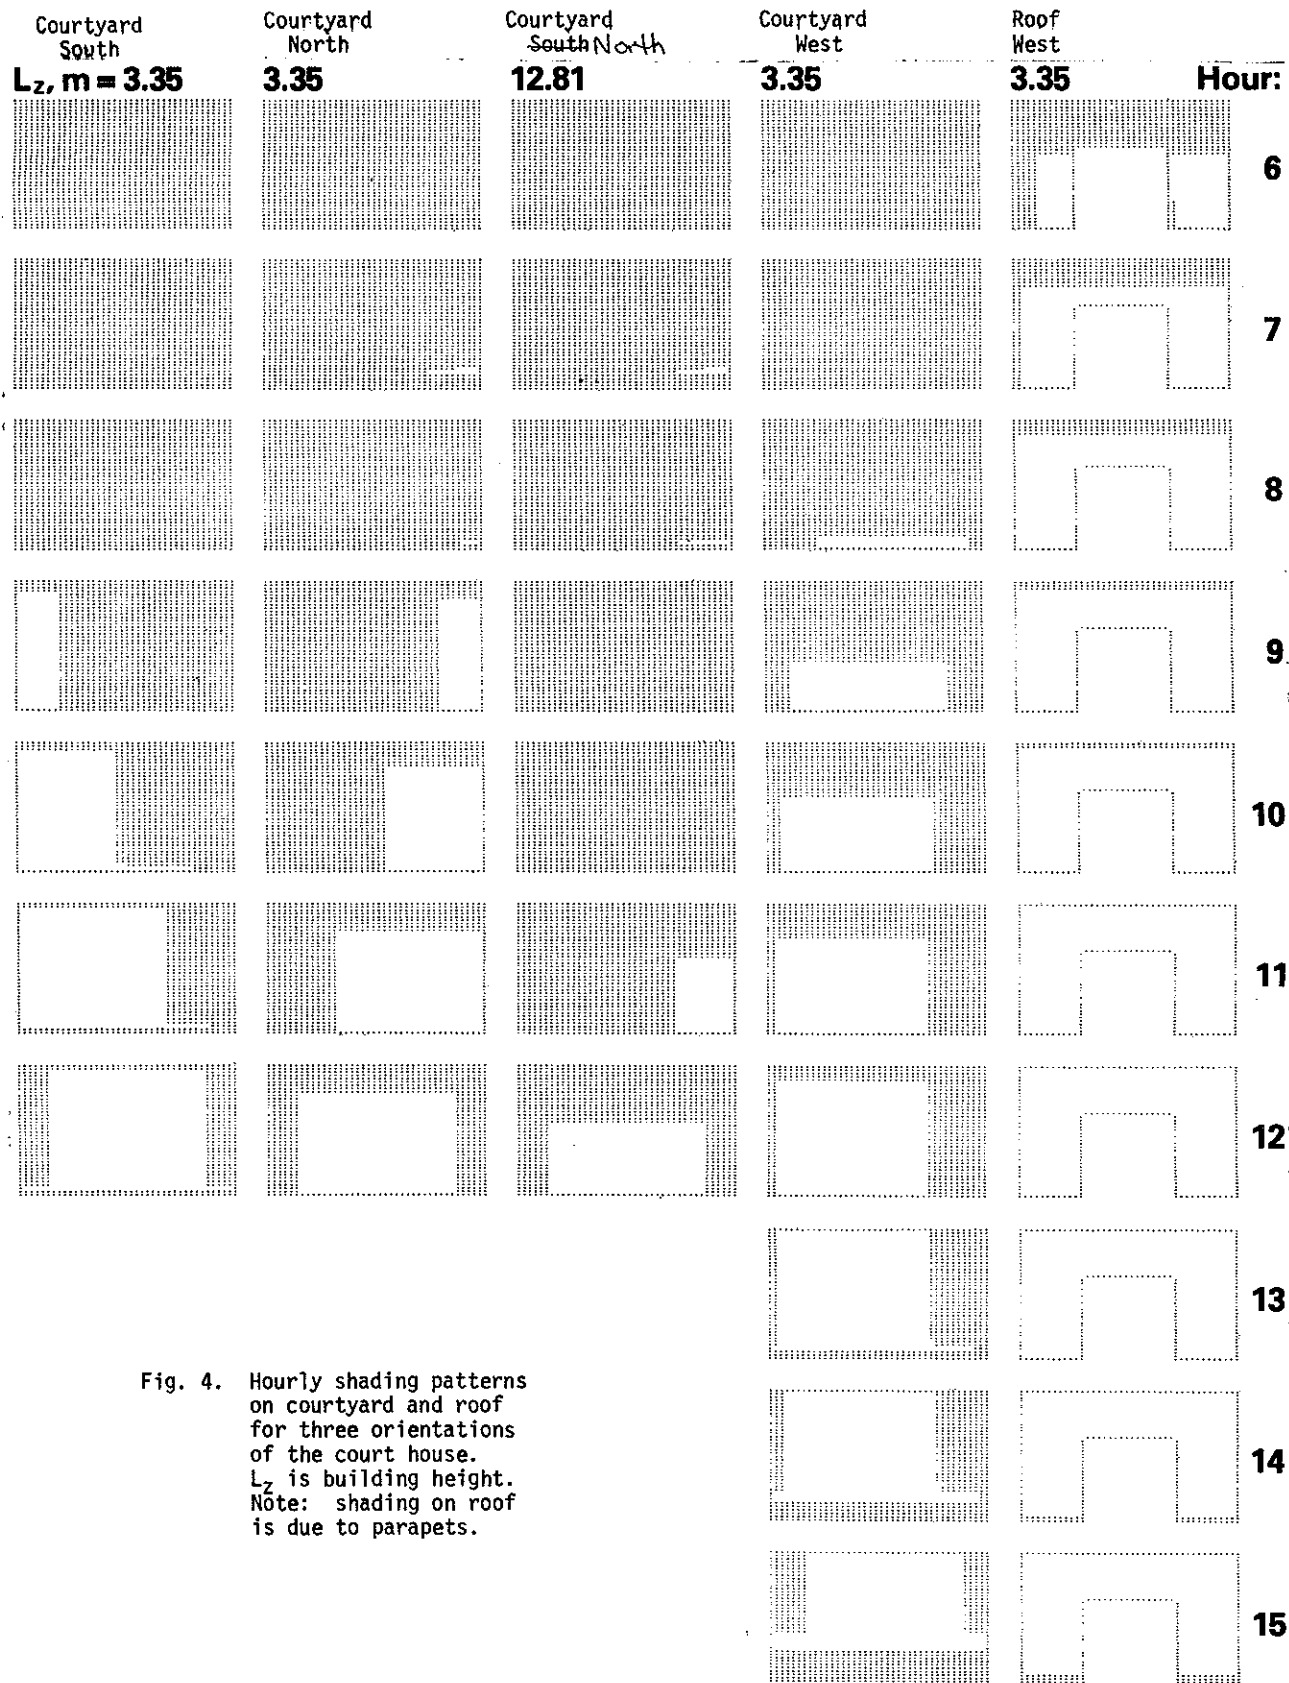 Courtyard South
Courtyard North
Courtyard South North
Courtyard West
Roof West
Lz, m = 3.35 3.35 12.81 3.35 3.35 Hour:
6
7
8
9
10
11
12
13
Fig. 4. Hourly shading patterns
on courtyard and roof
for three orientations
of the court house.
Lz is building height.
Note: shading on roof
is due to parapets.
14
15